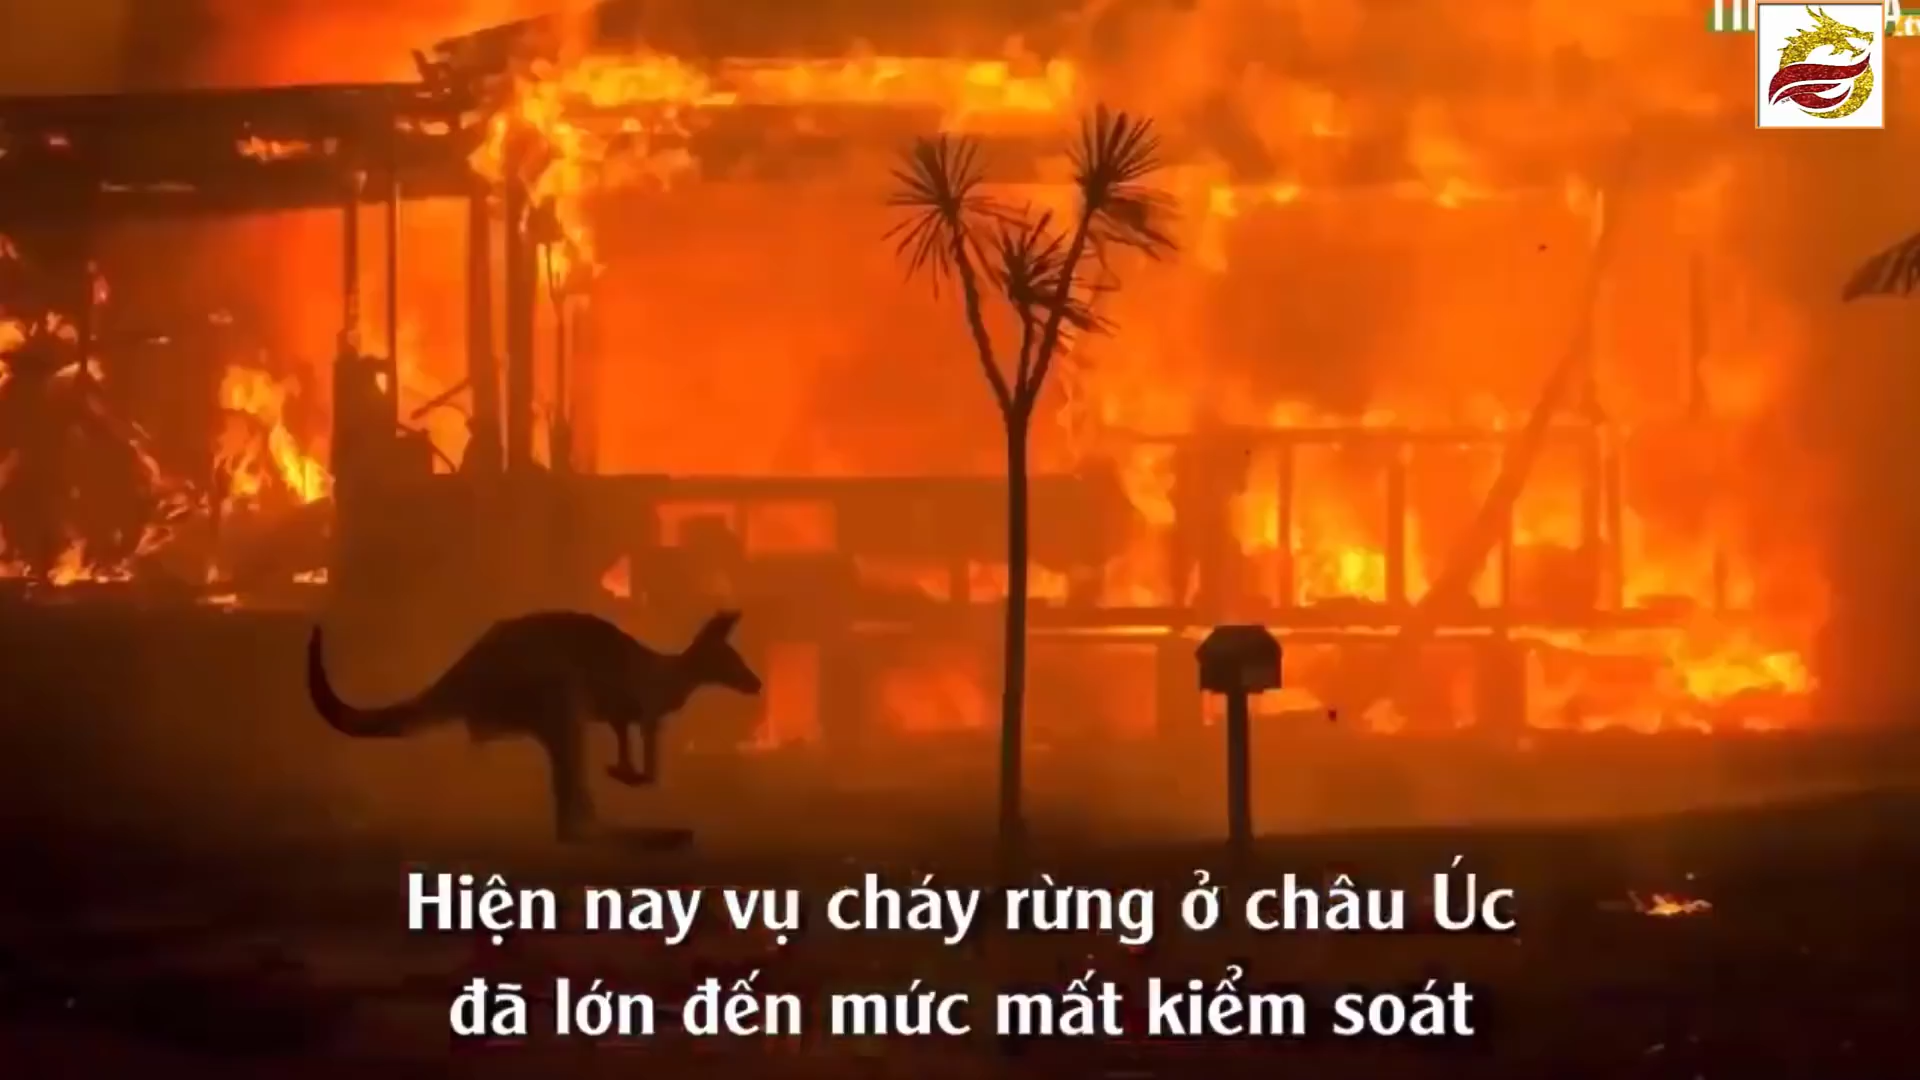 Hiện nay vụ cháy rừng ở châu Úc
đã lớn đến mức mất kiểm soát